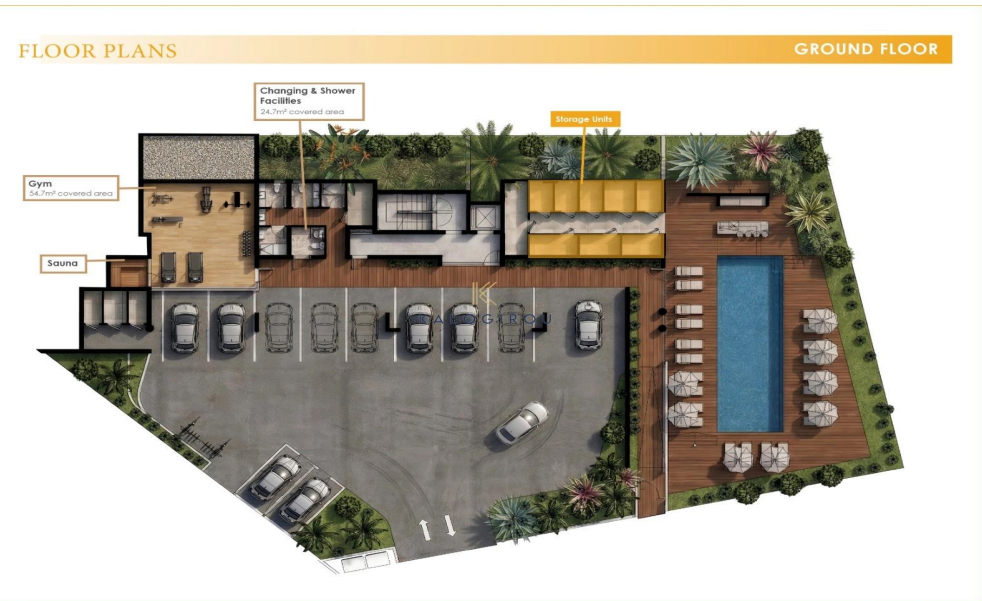 FLOOR PLANS
GROUND FLOOR
Changing & Shower
Facilities
24.7m² covered area
Storage Units
Gym
54.7m² covered area
Sauna
KALOGIROU